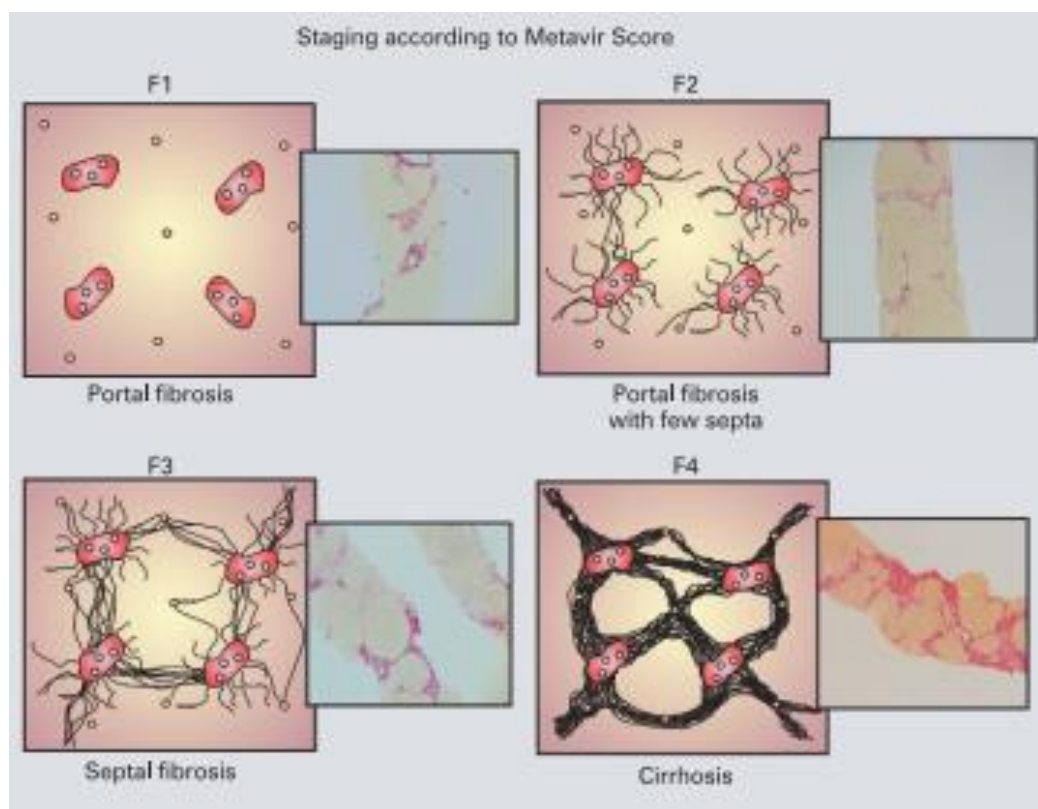 Staging according to Metavir Score
F1
F2
Portal fibrosis
Portal fibrosis
with few septa
F3
F4
Septal fibrosis
Cirrhosis